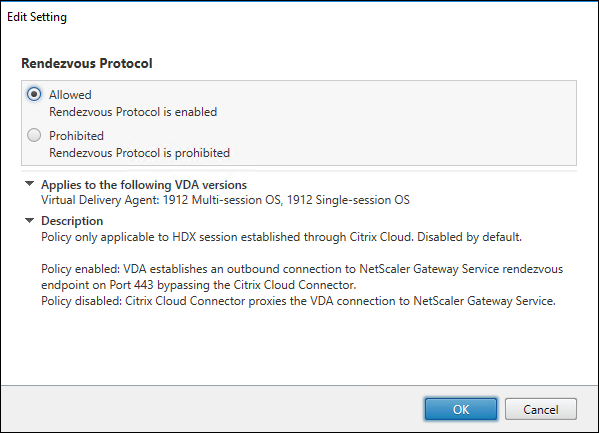 Edit Setting
Rendezvous Protocol
Allowed
Rendezvous Protocol is enabled
Prohibited
Rendezvous Protocol is prohibited
Applies to the following VDA versions
Virtual Delivery Agent: 1912 Multi-session OS, 1912 Single-session OS
Description
Policy only applicable to HDX session established through Citrix Cloud. Disabled by default.
Policy enabled: VDA establishes an outbound connection to NetScaler Gateway Service rendezvous
endpoint on Port 443 bypassing the Citrix Cloud Connector.
Policy disabled: Citrix Cloud Connector proxies the VDA connection to NetScaler Gateway Service.
OK
Cancel